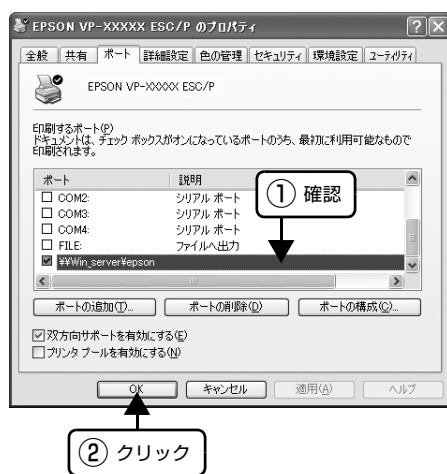 EPSON VP-XXXXX ESC/P のプロパティ
全般 共有 ポート 詳細設定 色の管理 セキュリティ 環境設定 ユーティリティ
EPSON VP-XXXXX ESC/P
印刷するポート(P)
ドキュメントは、チェック ボックスがオンになっているポートのうち、最初に利用可能なもので
印刷されます。
ポート 説明
COM2: シリアル ポート
COM3: シリアル ポート
COM4: シリアル ポート
FILE: ファイルへ出力
¥¥Win_server¥epson
① 確認
ポートの追加(T)... ポートの削除(D) ポートの構成(C)...
双方向サポートを有効にする(E)
プリンタ プールを有効にする(N)
OK キャンセル 適用(A) ヘルプ
② クリック